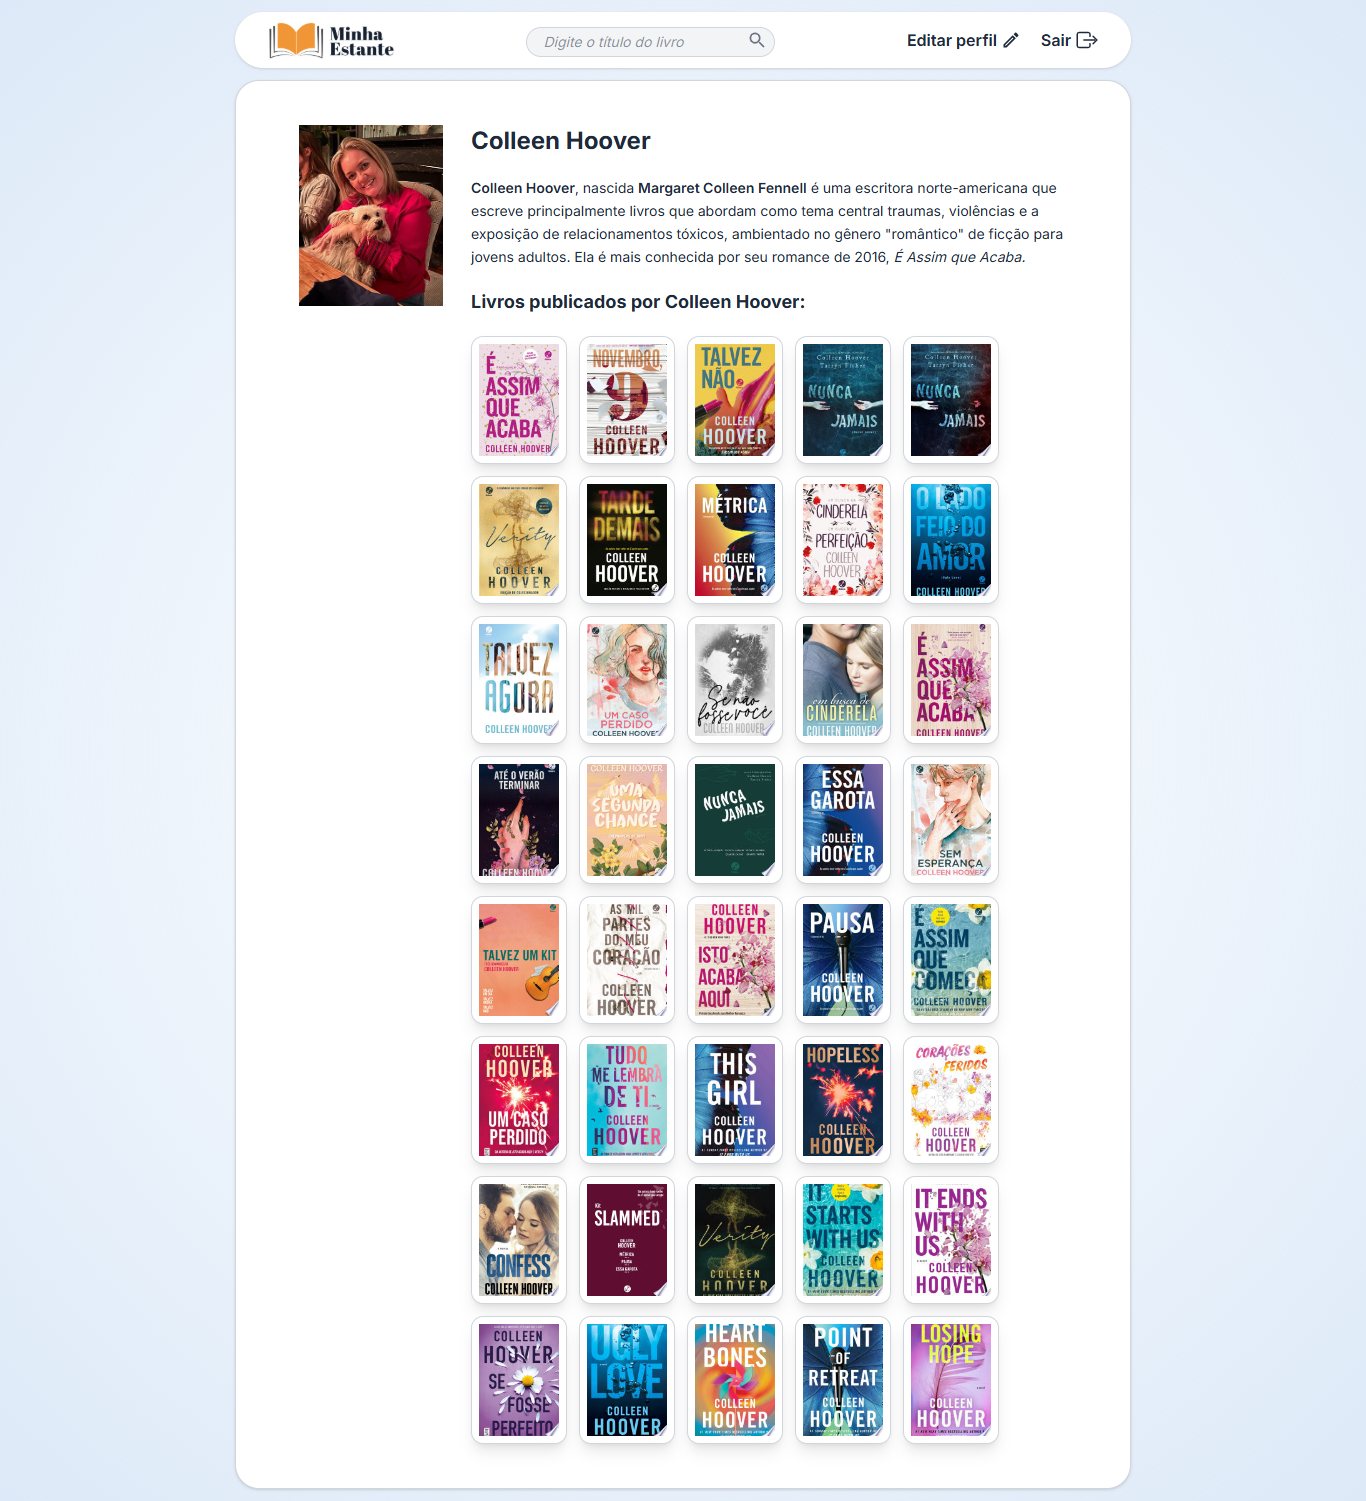 Minha
Estante
Digite o título do livro
Editar perfil
Sair
Colleen Hoover
Colleen Hoover, nascida Margaret Colleen Fennell é uma escritora norte-americana que
escreve principalmente livros que abordam como tema central traumas, violências e a
exposição de relacionamentos tóxicos, ambientado no gênero "romântico" de ficção para
jovens adultos. Ela é mais conhecida por seu romance de 2016, É Assim que Acaba.
Livros publicados por Colleen Hoover:
É
ASSIM
QUE
ACABA
COLLEEN HOOVER
NOVEMBRO,
9
COLLEEN
HOOVER
TALVEZ
NÃO
COLLEEN
HOOVER
Colleen Hoover
Tarryn Fisher
NUNCA
JAMAIS
Colleen Hoover
Tarryn Fisher
NUNCA
JAMAIS
Verity
COLLEEN
HOOVER
TARDE
DEMAIS
COLLEEN
HOOVER
MÉTRICA
COLLEEN
HOOVER
CINDERELA
PERFEIÇÃO
COLLEEN
HOOVER
O LADO
FEIO DO
AMOR
COLLEEN HOOVER
TALVEZ
AGORA
COLLEEN HOOVER
UM CASO
PERDIDO
COLLEEN HOOVER
Se não
fosse você
COLLEEN HOOVER
em busca de
CINDERELA
COLLEEN HOOVER
É
ASSIM
QUE
ACABA
COLLEEN HOOVER
ATÉ O VERÃO
TERMINAR
COLLEEN HOOVER
COLLEEN HOOVER
UMA
SEGUNDA
CHANCE
NUNCA
JAMAIS
ESSA
GAROTA
COLLEEN
HOOVER
SEM
ESPERANÇA
COLLEEN HOOVER
TALVEZ UM KIT
COLLEEN HOOVER
AS MIL
PARTES
DO MEU
CORAÇÃO
COLLEEN
HOOVER
COLLEEN
HOOVER
ISTO
ACABA
AQUI
PAUSA
COLLEEN
HOOVER
É
ASSIM
QUE
COMEÇA
COLLEEN HOOVER
COLLEEN
HOOVER
UM CASO
PERDIDO
TUDO
ME LEMBRA
DE TI
COLLEEN
HOOVER
THIS
GIRL
COLLEEN
HOOVER
HOPELESS
COLLEEN
HOOVER
CORAÇÕES
FERIDOS
COLLEEN
HOOVER
CONFESS
COLLEEN HOOVER
Kit
SLAMMED
COLLEEN
HOOVER
MÉTRICA
PAUSA
ESSA GAROTA
Verity
COLLEEN
HOOVER
IT
STARTS
WITH US
COLLEEN
HOOVER
IT ENDS
WITH
US
COLLEEN
HOOVER
COLLEEN
HOOVER
SE
FOSSE
PERFEITO
UGLY
LOVE
COLLEEN
HOOVER
HEART
BONES
COLLEEN
HOOVER
POINT
OF
RETREAT
COLLEEN
HOOVER
LOSING
HOPE
COLLEEN
HOOVER